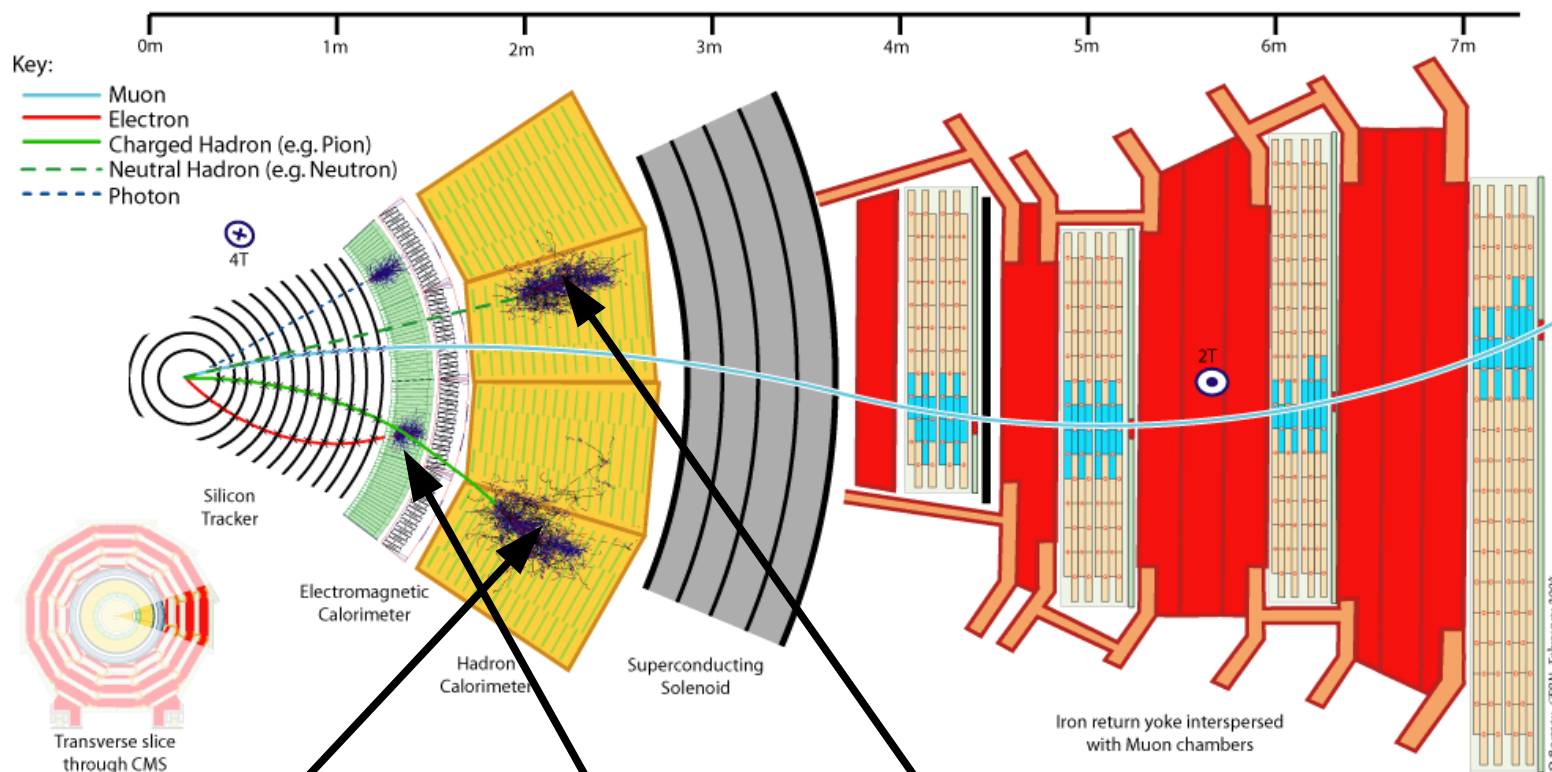 0m 1m 2m 3m 4m 5m 6m 7m
Key:
Muon
Electron
Charged Hadron (e.g. Pion)
Neutral Hadron (e.g. Neutron)
Photon
4T
2T
Silicon
Tracker
Electromagnetic
Calorimeter
Hadron
Calorimeter
Superconducting
Solenoid
Iron return yoke interspersed
with Muon chambers
Transverse slice
through CMS